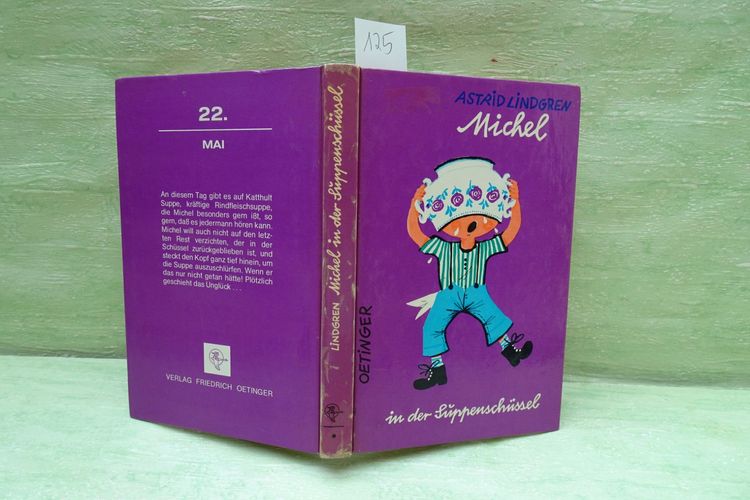 125
22.
MAI
An diesem Tag gibt es auf Katthult
Suppe, kräftige Rindfleischsuppe,
die Michel besonders gern ißt, so
gern, daß es jedermann hören kann.
Michel will auch nicht auf den letz-
ten Rest verzichten, der in der
Schüssel zurückgeblieben ist, und
steckt den Kopf ganz tief hinein, um
die Suppe auszuschlürfen. Wenn er
das nur nicht getan hätte! Plötzlich
geschieht das Unglück . . .
VERLAG FRIEDRICH OETINGER
LINDGREN Michel in der Suppenschüssel
ASTRID LINDGREN
Michel
OETINGER
in der Suppenschüssel